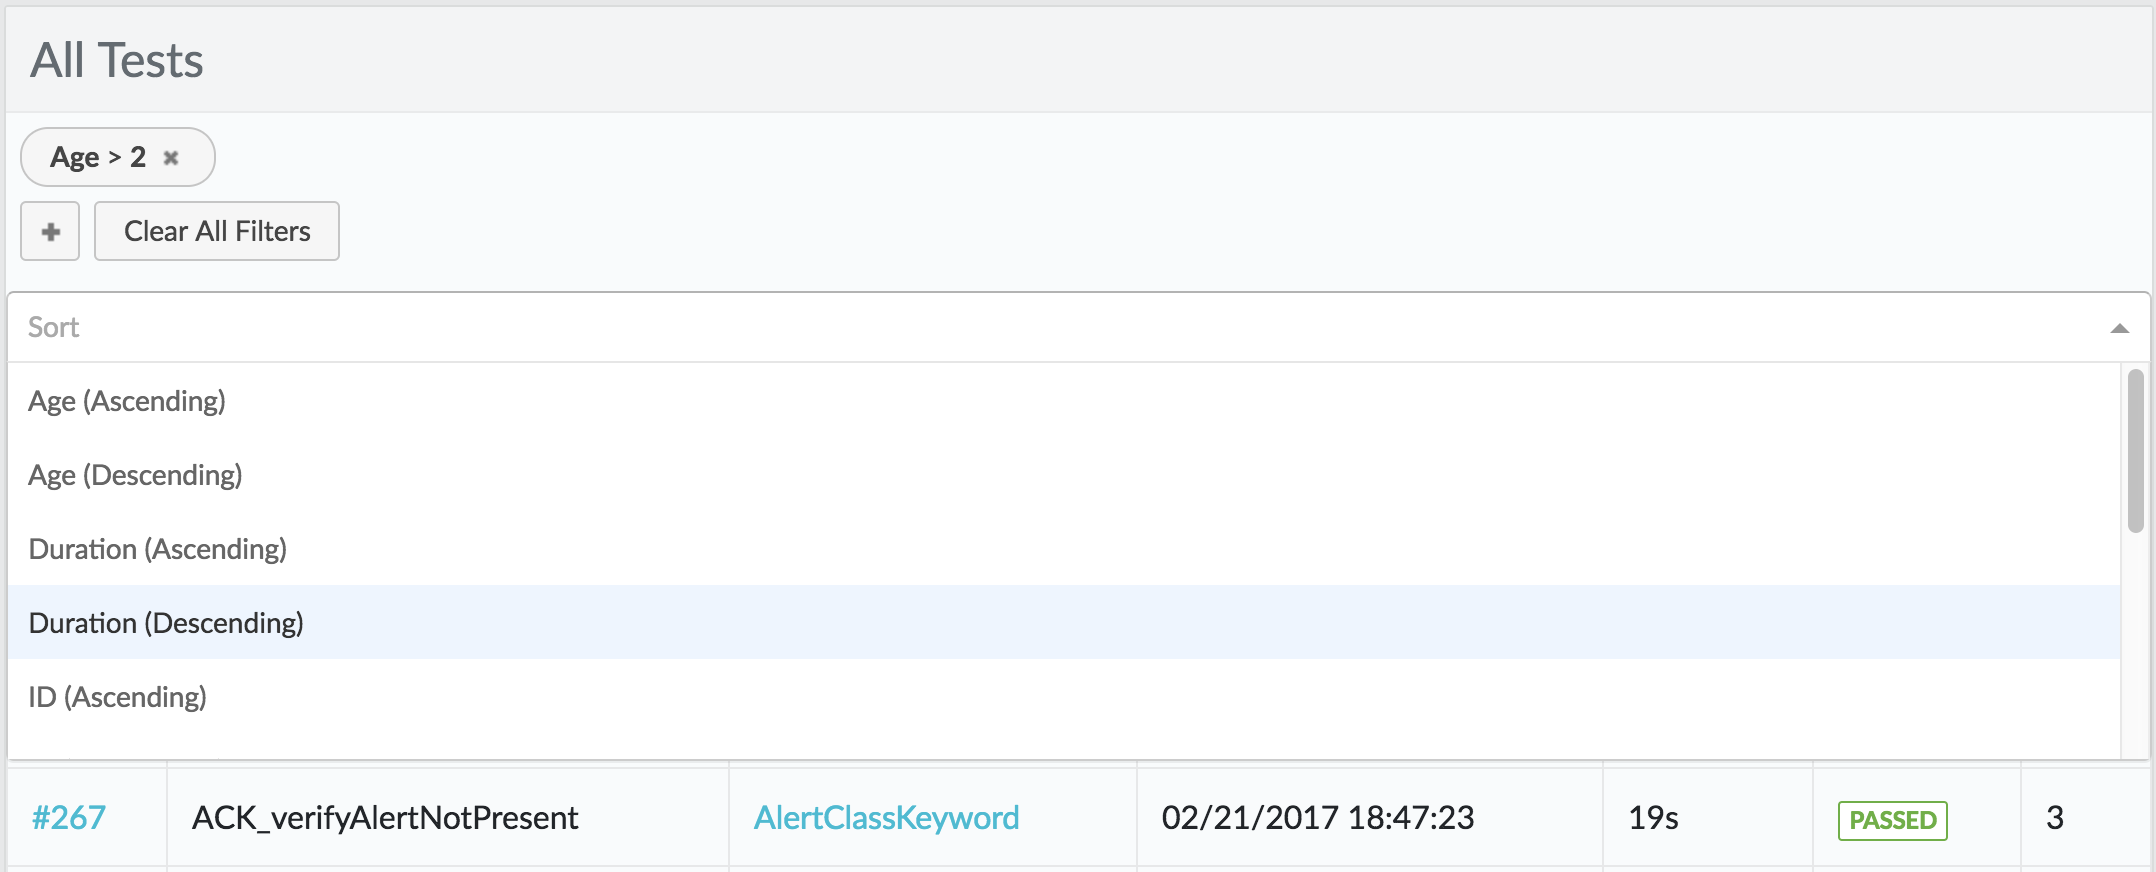 All Tests
Age > 2 ×
+ Clear All Filters
Sort
Age (Ascending)
Age (Descending)
Duration (Ascending)
Duration (Descending)
ID (Ascending)
#267 ACK_verifyAlertNotPresent AlertClassKeyword 02/21/2017 18:47:23 19s PASSED 3